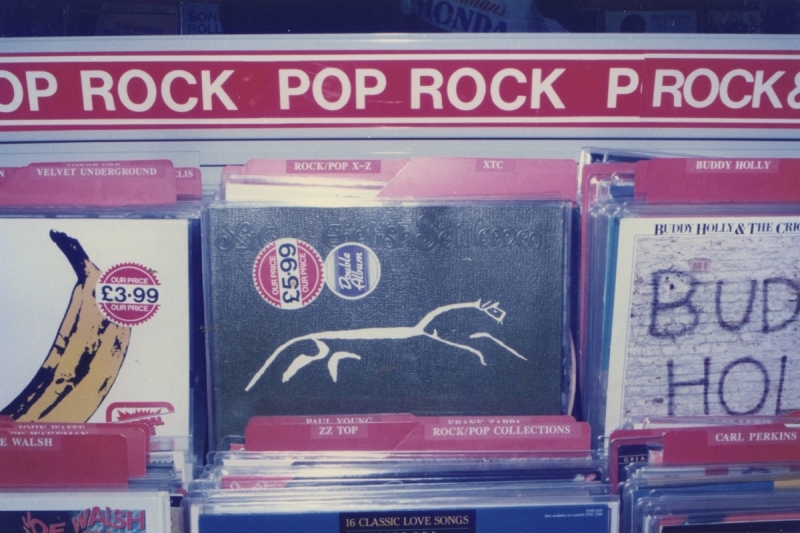 HONDA
OP ROCK POP ROCK P ROCK &
VELVET UNDERGROUND
ROCK/POP X-Z
XTC
BUDDY HOLLY
OUR PRICE
£3·99
OUR PRICE
OUR PRICE
£5·99
OUR PRICE
Double
Album
BUDDY HOLLY & THE CRIC
BUD
HOL
JOHN WAITE
E WALSH
PAUL YOUNG
FRANK ZAPPA
ZZ TOP
ROCK/POP COLLECTIONS
CARL PERKINS
OE WALSH
16 CLASSIC LOVE SONGS